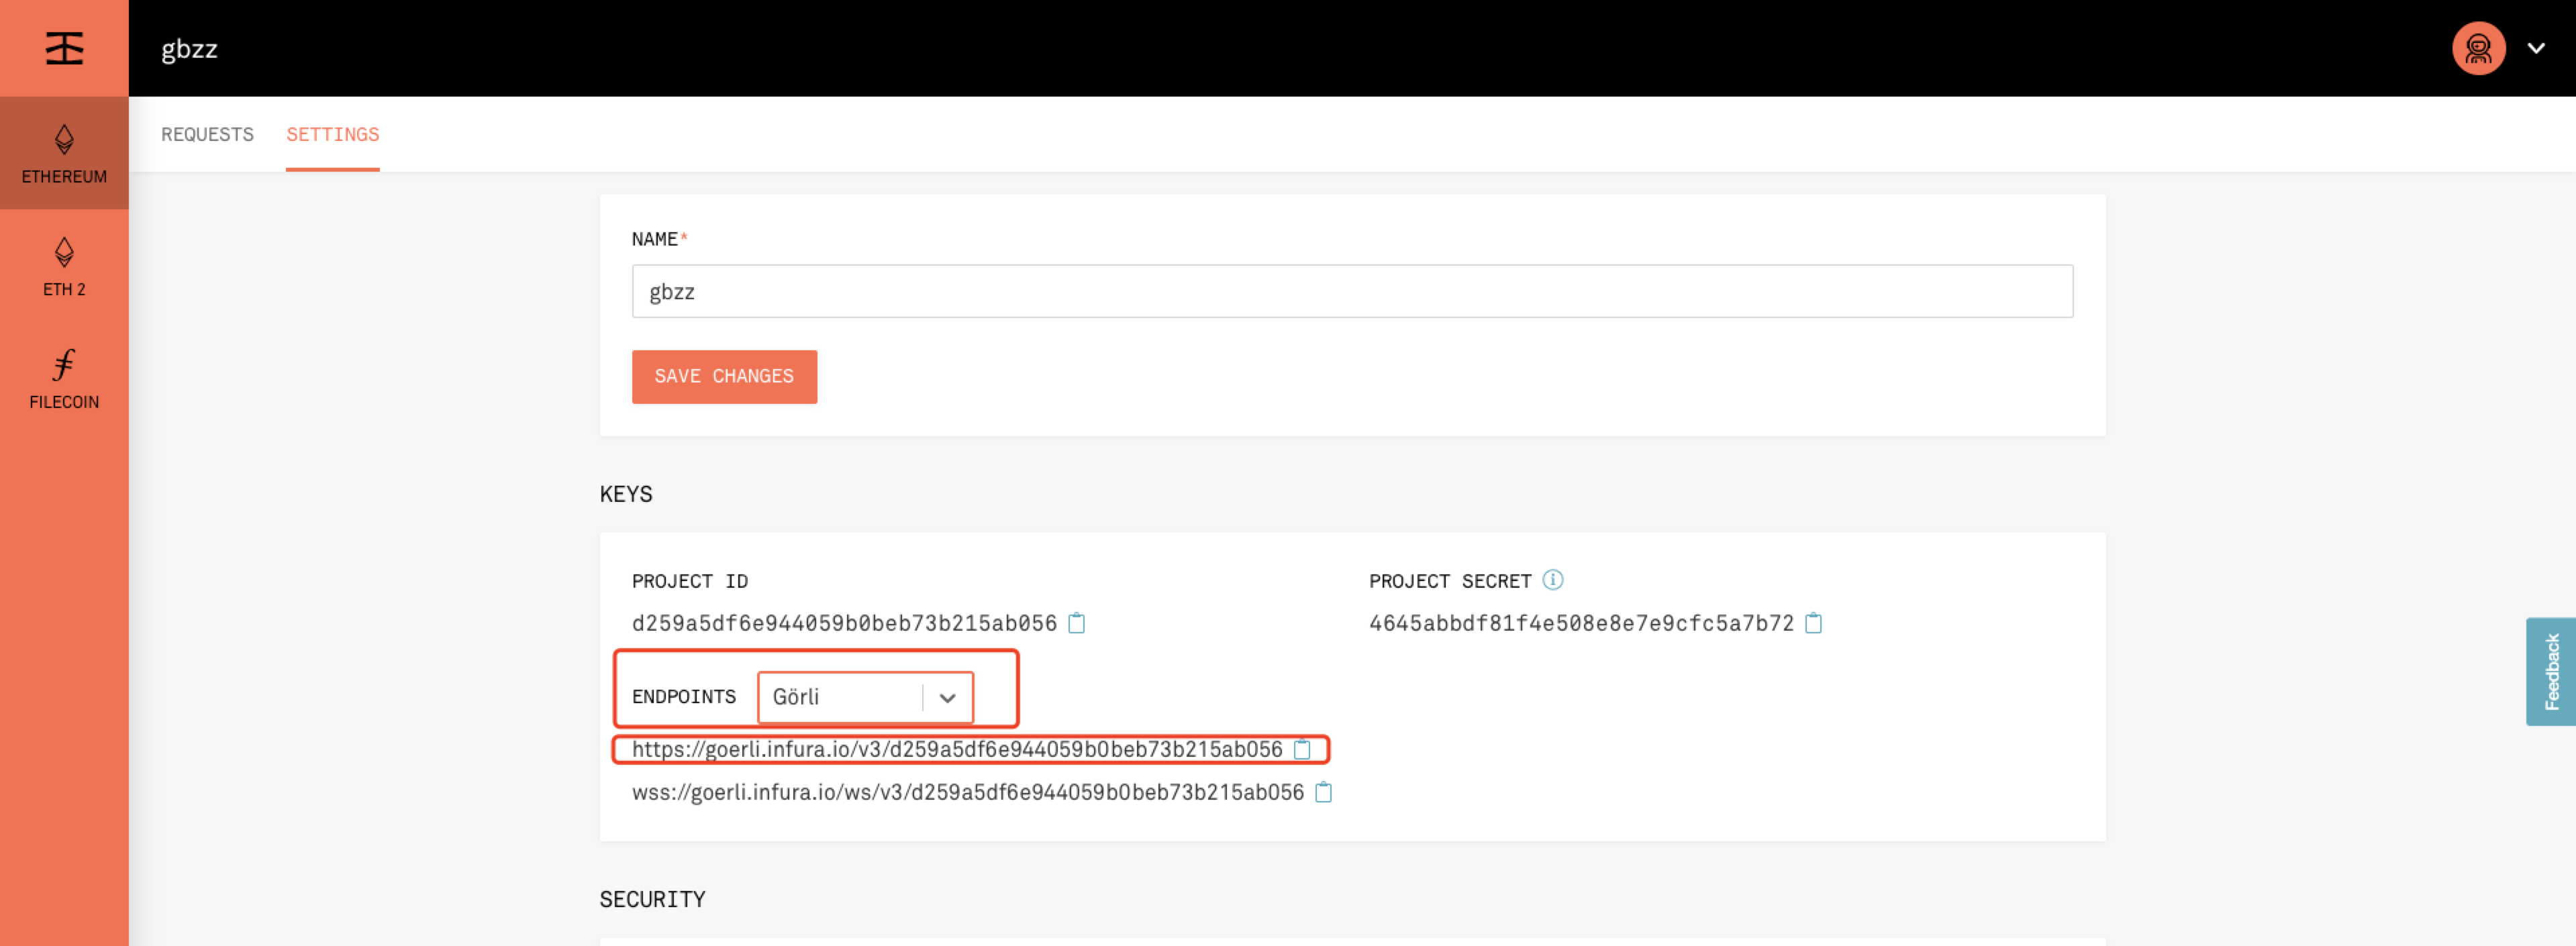 gbzz
REQUESTS SETTINGS
ETHEREUM
ETH 2
FILECOIN
NAME*
gbzz
SAVE CHANGES
KEYS
PROJECT ID
d259a5df6e944059b0beb73b215ab056
PROJECT SECRET
4645abbdf81f4e508e8e7e9cfc5a7b72
ENDPOINTS Görli
https://goerli.infura.io/v3/d259a5df6e944059b0beb73b215ab056
wss://goerli.infura.io/ws/v3/d259a5df6e944059b0beb73b215ab056
SECURITY
Feedback